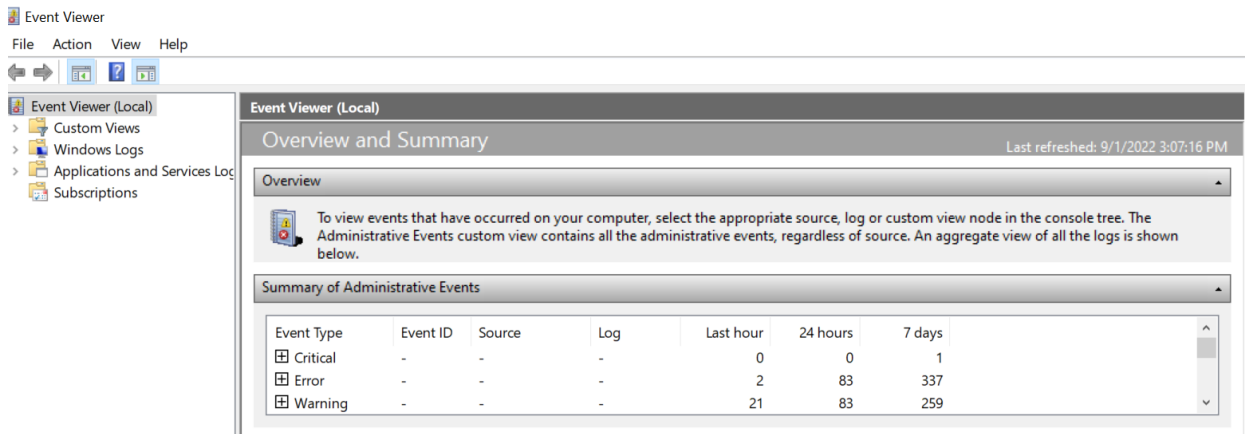 Event Viewer
File Action View Help
Event Viewer (Local)
Custom Views
Windows Logs
Applications and Services Log
Subscriptions
Event Viewer (Local)
Overview and Summary
Last refreshed: 9/1/2022 3:07:16 PM
Overview
To view events that have occurred on your computer, select the appropriate source, log or custom view node in the console tree. The
Administrative Events custom view contains all the administrative events, regardless of source. An aggregate view of all the logs is shown
below.
Summary of Administrative Events
Event Type Event ID Source Log Last hour 24 hours 7 days
Critical - - - 0 0 1
Error - - - 2 83 337
Warning - - - 21 83 259